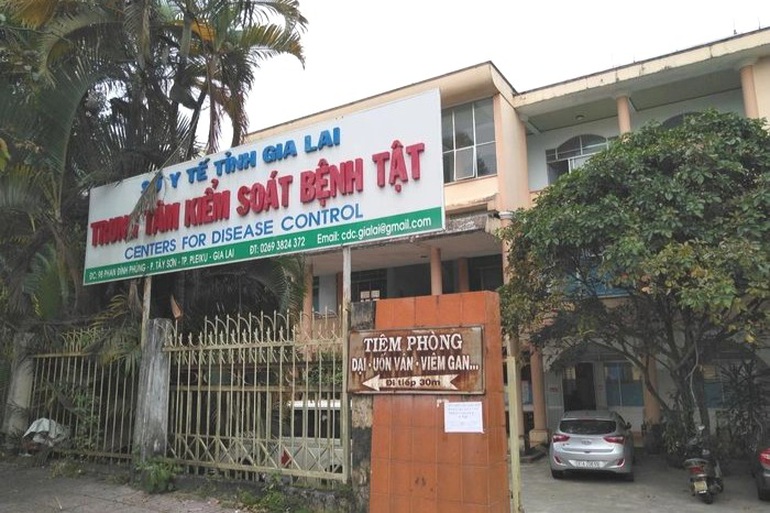 SỞ Y TẾ TỈNH GIA LAI
TRUNG TÂM KIỂM SOÁT BỆNH TẬT
CENTERS FOR DISEASE CONTROL
ĐC: 98 PHAN ĐÌNH PHÙNG - P. TÂY SƠN - TP. PLEIKU - GIA LAI ĐT: 0269 3824 372 Email: cdc.gialai@gmail.com
TIÊM PHÒNG
DẠI - UỐN VÁN - VIÊM GAN...
Đi tiếp 30m